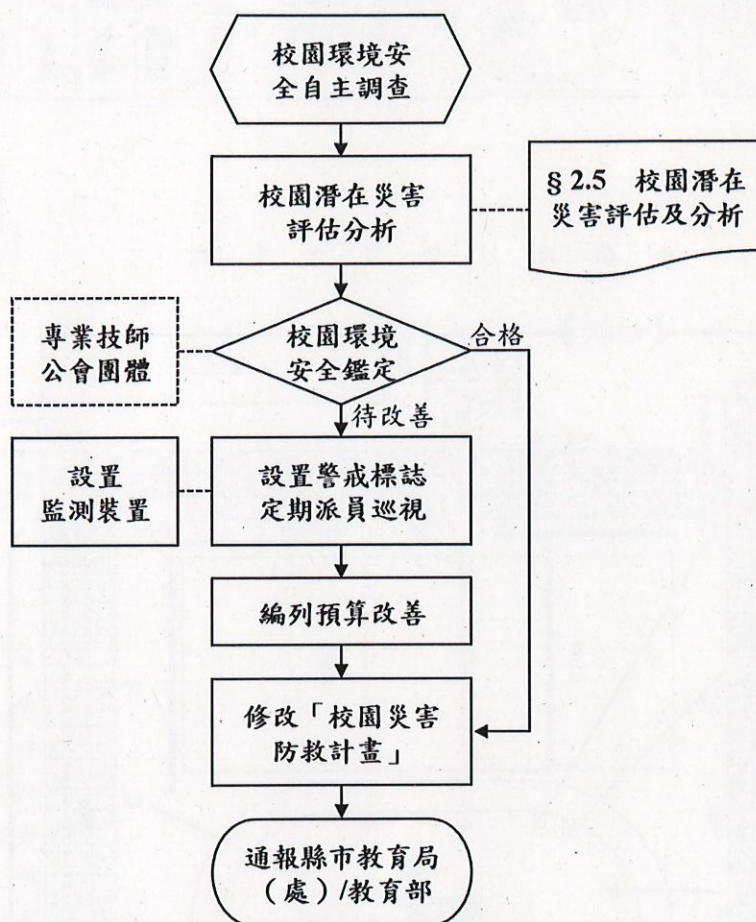 校園環境安
全自主調查
校園潛在災害
評估分析
§ 2.5 校園潛在
災害評估及分析
專業技師
公會團體
校園環境
安全鑑定
合格
待改善
設置
監測裝置
設置警戒標誌
定期派員巡視
編列預算改善
修改「校園災害
防救計畫」
通報縣市教育局
（處）/教育部